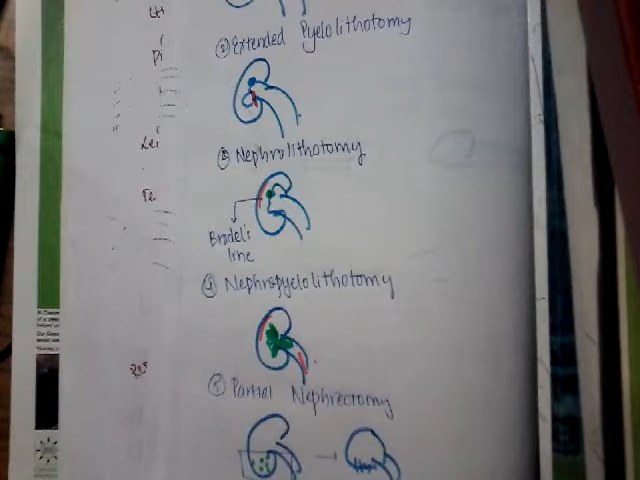 ② Extended Pyelolithotomy
③ Nephrolithotomy
Brodel's
line
④ Nephropyelolithotomy
⑤ Partial Nephrectomy